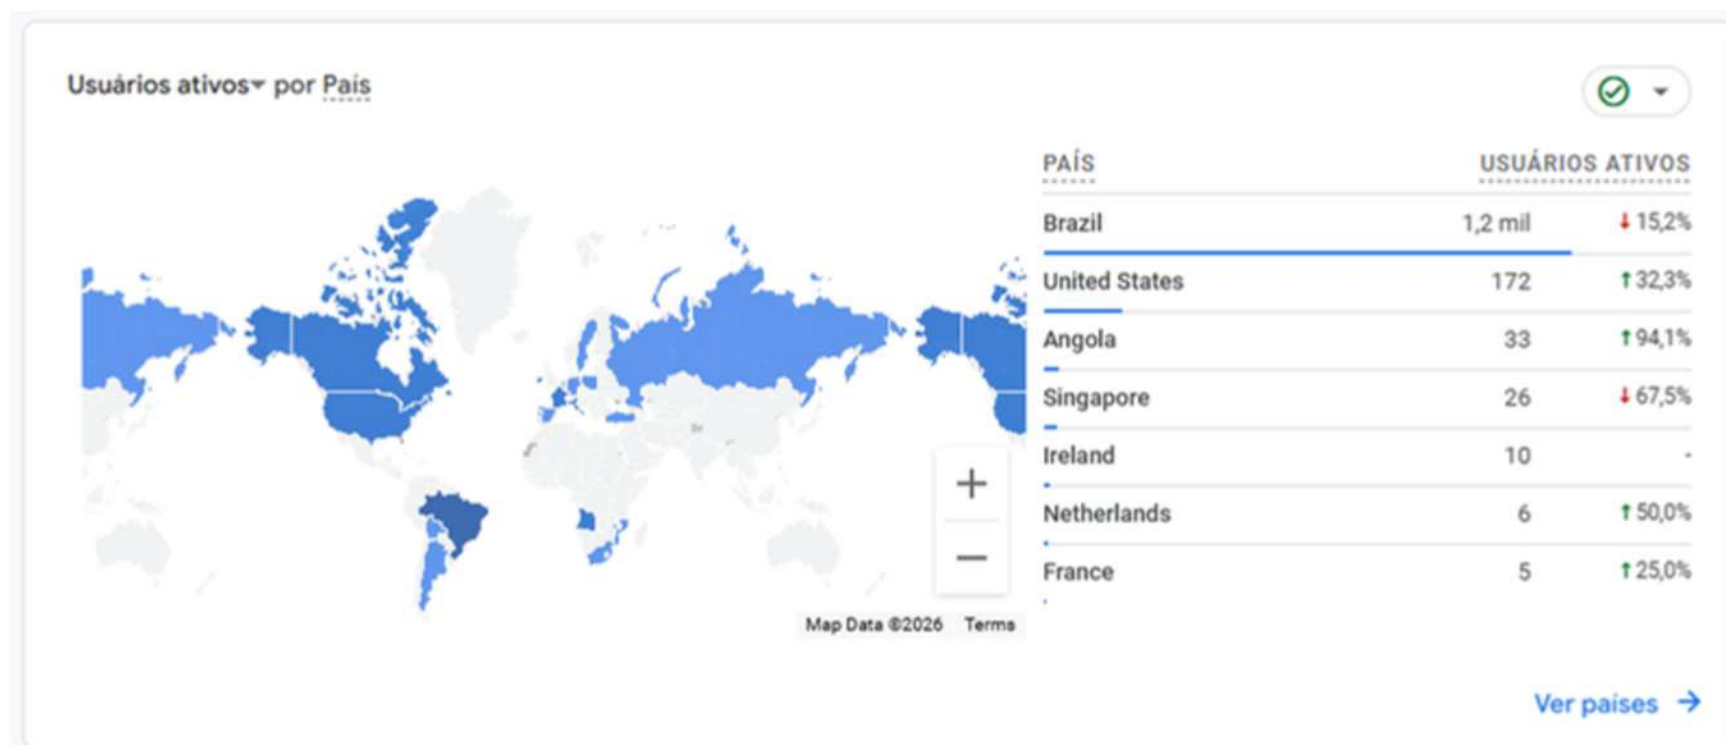 Usuários ativos por País
PAÍS USUÁRIOS ATIVOS
Brazil 1,2 mil ↓ 15,2%
United States 172 ↑ 32,3%
Angola 33 ↑ 94,1%
Singapore 26 ↓ 67,5%
Ireland 10 -
Netherlands 6 ↑ 50,0%
France 5 ↑ 25,0%
+
−
Map Data ©2026 Terms
Ver países →